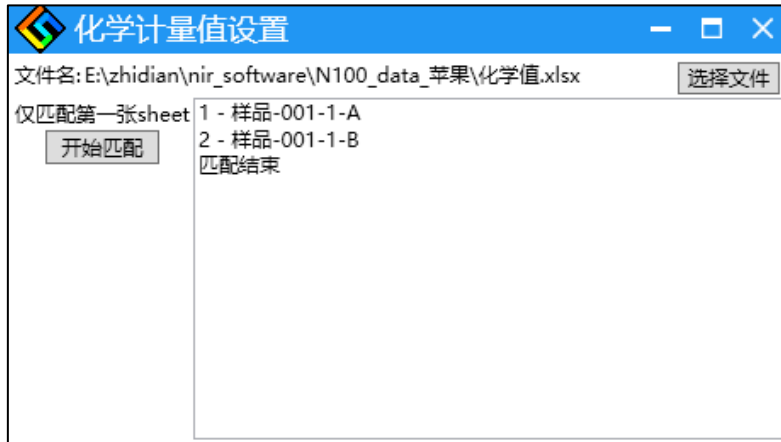 化学计量值设置
文件名: E:\zhidian\nir_software\N100_data_苹果\化学值.xlsx 选择文件
仅匹配第一张sheet
开始匹配
1 - 样品-001-1-A
2 - 样品-001-1-B
匹配结束